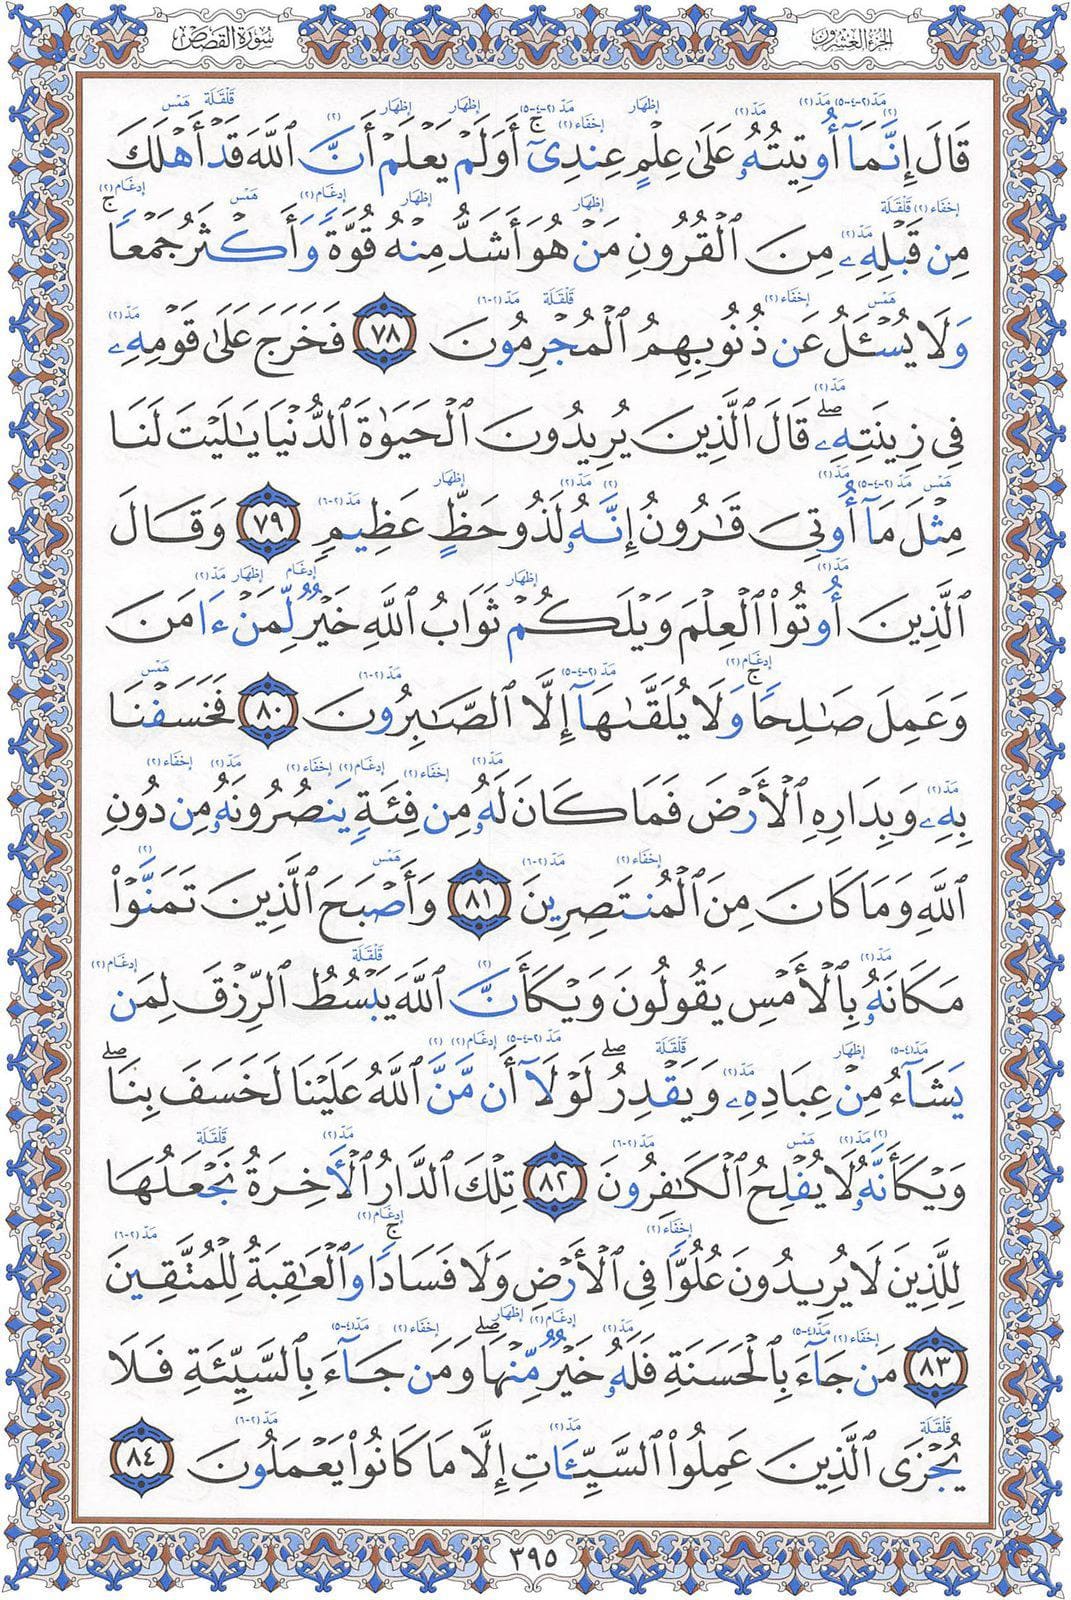 سورة القصص
الجزء العشرون
قَالَ إِنَّمَآ أُوتِيتُهُۥ عَلَىٰ عِلْمٍ عِندِىٓ ۚ أَوَلَمْ يَعْلَمْ أَنَّ ٱللَّهَ قَدْ أَهْلَكَ
مِن قَبْلِهِۦ مِنَ ٱلْقُرُونِ مَنْ هُوَ أَشَدُّ مِنْهُ قُوَّةً وَأَكْثَرُ جَمْعًا ۚ
وَلَا يُسْـَٔلُ عَن ذُنُوبِهِمُ ٱلْمُجْرِمُونَ ٧٨ فَخَرَجَ عَلَىٰ قَوْمِهِۦ
فِى زِينَتِهِۦ ۖ قَالَ ٱلَّذِينَ يُرِيدُونَ ٱلْحَيَوٰةَ ٱلدُّنْيَا يَـٰلَيْتَ لَنَا
مِثْلَ مَآ أُوتِىَ قَـٰرُونُ إِنَّهُۥ لَذُو حَظٍّ عَظِيمٍ ٧٩ وَقَالَ
ٱلَّذِينَ أُوتُوا۟ ٱلْعِلْمَ وَيْلَكُمْ ثَوَابُ ٱللَّهِ خَيْرٌ لِّمَنْ ءَامَنَ
وَعَمِلَ صَـٰلِحًا ۚ وَلَا يُلَقَّىٰهَآ إِلَّا ٱلصَّـٰبِرُونَ ٨٠ فَخَسَفْنَا
بِهِۦ وَبِدَارِهِ ٱلْأَرْضَ فَمَا كَانَ لَهُۥ مِن فِئَةٍ يَنصُرُونَهُۥ مِن دُونِ
ٱللَّهِ وَمَا كَانَ مِنَ ٱلْمُنتَصِرِينَ ٨١ وَأَصْبَحَ ٱلَّذِينَ تَمَنَّوْا۟
مَكَانَهُۥ بِٱلْأَمْسِ يَقُولُونَ وَيْكَأَنَّ ٱللَّهَ يَبْسُطُ ٱلرِّزْقَ لِمَن
يَشَآءُ مِنْ عِبَادِهِۦ وَيَقْدِرُ ۖ لَوْلَآ أَن مَّنَّ ٱللَّهُ عَلَيْنَا لَخَسَفَ بِنَا ۖ
وَيْكَأَنَّهُۥ لَا يُفْلِحُ ٱلْكَـٰفِرُونَ ٨٢ تِلْكَ ٱلدَّارُ ٱلْـَٔاخِرَةُ نَجْعَلُهَا
لِلَّذِينَ لَا يُرِيدُونَ عُلُوًّا فِى ٱلْأَرْضِ وَلَا فَسَادًا ۚ وَٱلْعَـٰقِبَةُ لِلْمُتَّقِينَ
٨٣ مَن جَآءَ بِٱلْحَسَنَةِ فَلَهُۥ خَيْرٌ مِّنْهَا ۖ وَمَن جَآءَ بِٱلسَّيِّئَةِ فَلَا
يُجْزَى ٱلَّذِينَ عَمِلُوا۟ ٱلسَّيِّـَٔاتِ إِلَّا مَا كَانُوا۟ يَعْمَلُونَ ٨٤
٣٩٥